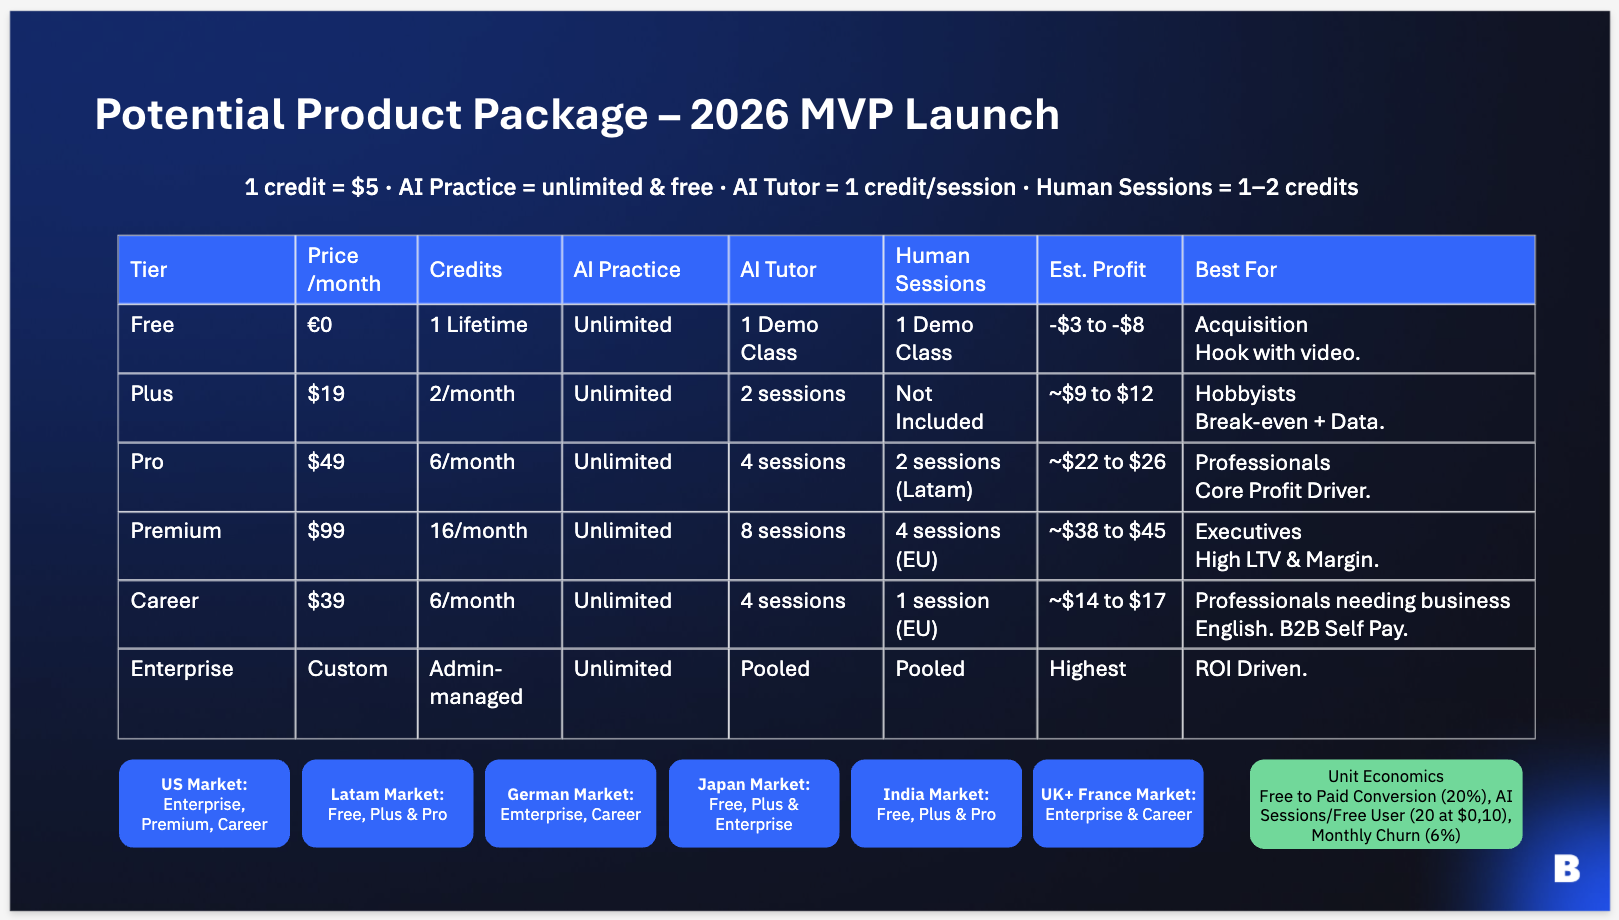 Potential Product Package – 2026 MVP Launch
1 credit = $5 · AI Practice = unlimited & free · AI Tutor = 1 credit/session · Human Sessions = 1–2 credits
Tier
Price
/month
Credits
AI Practice
AI Tutor
Human
Sessions
Est. Profit
Best For
Free
€0
1 Lifetime
Unlimited
1 Demo
Class
1 Demo
Class
-$3 to -$8
Acquisition
Hook with video.
Plus
$19
2/month
Unlimited
2 sessions
Not
Included
~$9 to $12
Hobbyists
Break-even + Data.
Pro
$49
6/month
Unlimited
4 sessions
2 sessions
(Latam)
~$22 to $26
Professionals
Core Profit Driver.
Premium
$99
16/month
Unlimited
8 sessions
4 sessions
(EU)
~$38 to $45
Executives
High LTV & Margin.
Career
$39
6/month
Unlimited
4 sessions
1 session
(EU)
~$14 to $17
Professionals needing business
English. B2B Self Pay.
Enterprise
Custom
Admin-
managed
Unlimited
Pooled
Pooled
Highest
ROI Driven.
US Market:
Enterprise,
Premium, Career
Latam Market:
Free, Plus & Pro
German Market:
Emterprise, Career
Japan Market:
Free, Plus &
Enterprise
India Market:
Free, Plus & Pro
UK+ France Market:
Enterprise & Career
Unit Economics
Free to Paid Conversion (20%), AI
Sessions/Free User (20 at $0,10),
Monthly Churn (6%)
B